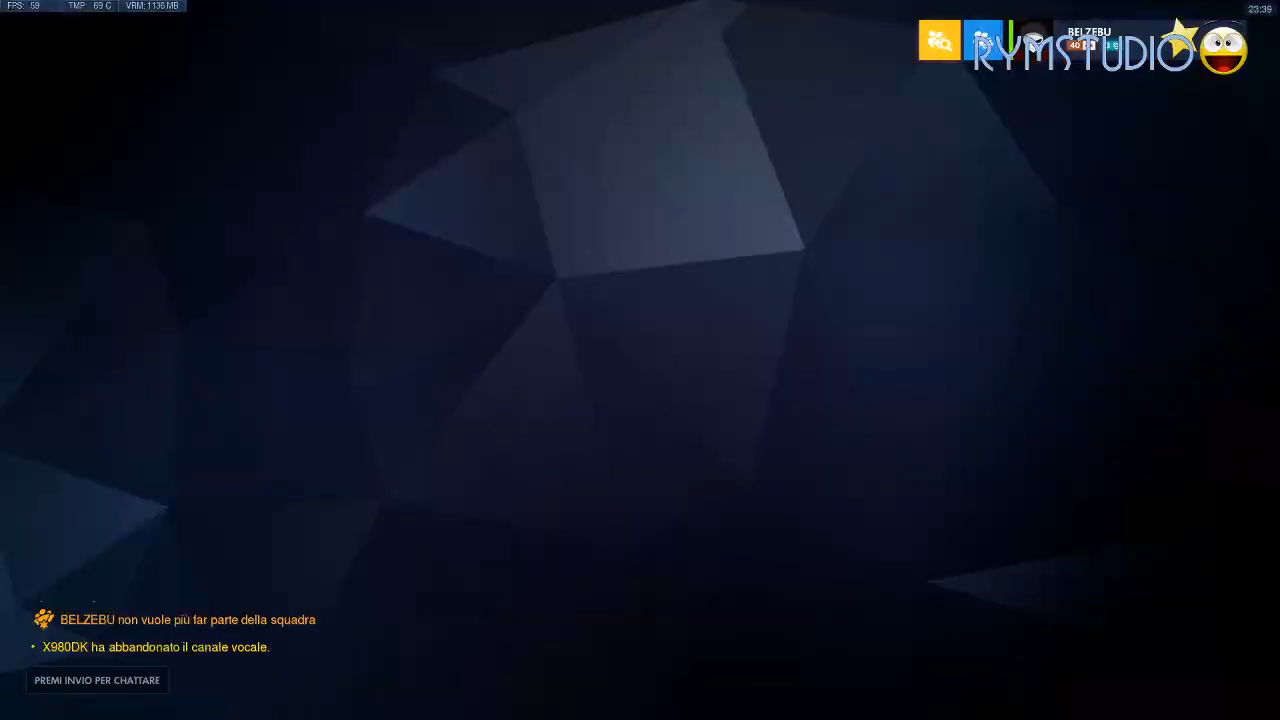 FPS: 59 TMP: 69 C VRM: 1136 MB
23:39
BELZEBU
40
RYMSTUDIO
BELZEBU non vuole più far parte della squadra
X980DK ha abbandonato il canale vocale.
PREMI INVIO PER CHATTARE